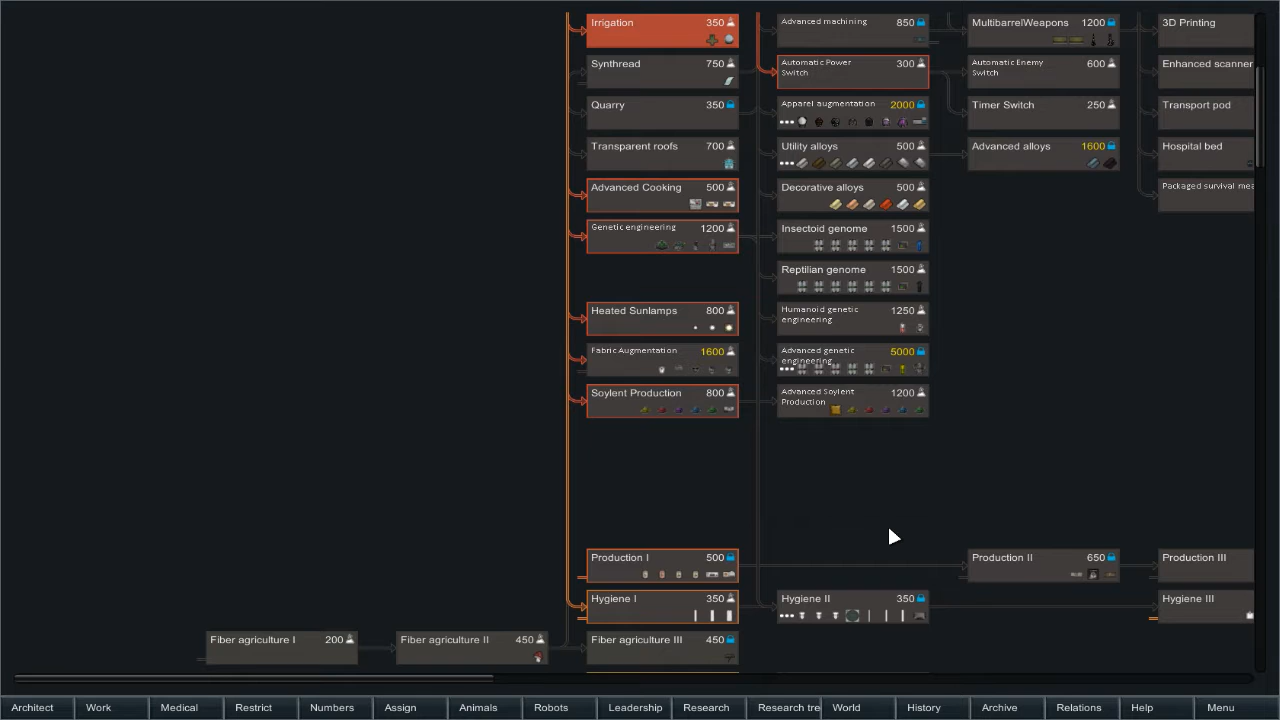 Irrigation 350
Advanced machining 850
MultibarrelWeapons 1200
3D Printing
Synthread 750
Automatic Power Switch 300
Automatic Enemy Switch 600
Enhanced scanner
Quarry 350
Apparel augmentation 2000
Timer Switch 250
Transport pod
Transparent roofs 700
Utility alloys 500
Advanced alloys 1600
Hospital bed
Advanced Cooking 500
Decorative alloys 500
Packaged survival mea
Genetic engineering 1200
Insectoid genome 1500
Reptilian genome 1500
Heated Sunlamps 800
Humanoid genetic engineering 1250
Fabric Augmentation 1600
Advanced genetic engineering 5000
Soylent Production 800
Advanced Soylent Production 1200
Production I 500
Production II 650
Production III
Hygiene I 350
Hygiene II 350
Hygiene III
Fiber agriculture I 200
Fiber agriculture II 450
Fiber agriculture III 450
Architect Work Medical Restrict Numbers Assign Animals Robots Leadership Research Research tre World History Archive Relations Help Menu